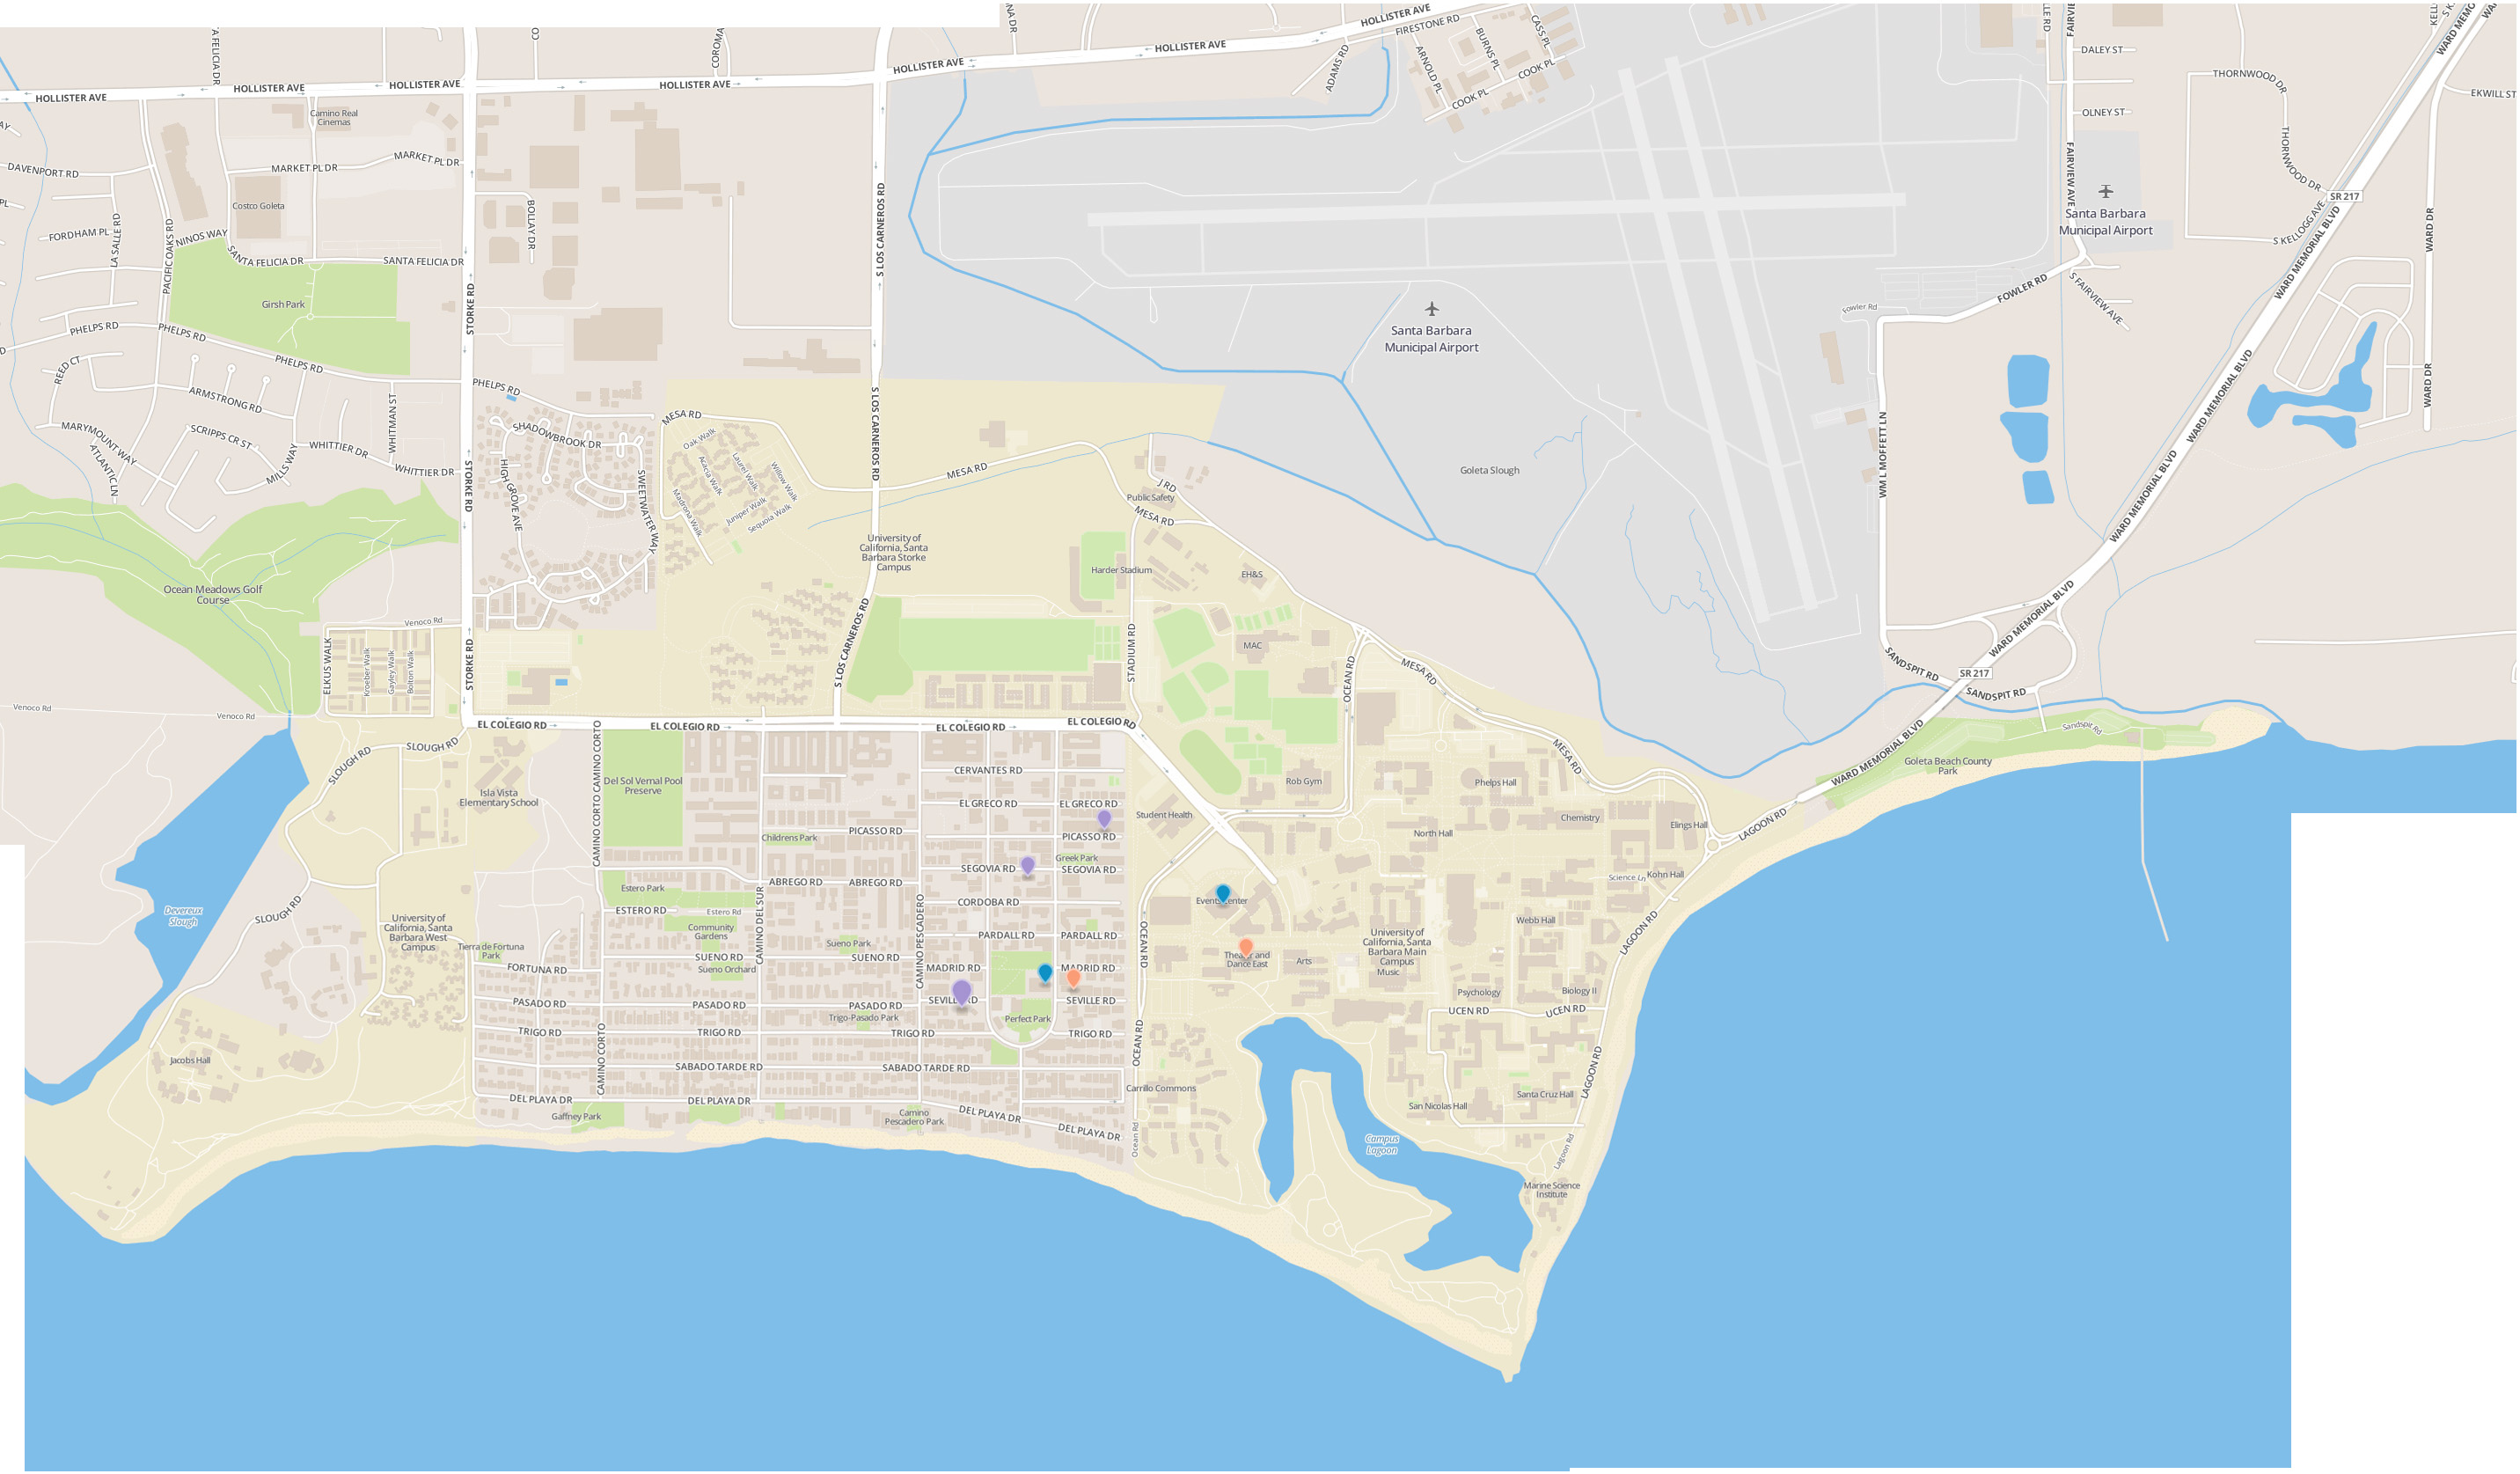 HOLLISTER AVE
FIRESTONE RD
CASS PL
BURNS PL
ARNOLD PL
COOK PL
COOK PL
ADAMS RD
HOLLISTER AVE
HOLLISTER AVE
HOLLISTER AVE
HOLLISTER AVE
HOLLISTER AVE
HOLLISTER AVE
A FELICIA DR
COROMA
DALEY ST
OLNEY ST
THORNWOOD DR
THORNWOOD DR
EKWILL ST
WARD MEM
FAIRVIEW AVE
Camino Real
Cinemas
MARKET PL DR
MARKET PL DR
DAVENPORT RD
Costco Goleta
FORDHAM PL
LA SALLE RD
PACIFIC OAKS RD
NINOS WAY
SANTA FELICIA DR
SANTA FELICIA DR
BOLLAY DR
STORKE RD
S LOS CARNEROS RD
Santa Barbara
Municipal Airport
SR 217
S KELLOGG AVE
WARD MEMORIAL BLVD
WARD DR
Girsh Park
PHELPS RD
PHELPS RD
PHELPS RD
PHELPS RD
REED CT
ARMSTRONG RD
Santa Barbara
Municipal Airport
Fowler Rd
FOWLER RD
S FAIRVIEW AVE
WARD MEMORIAL BLVD
WARD DR
MARYMOUNT WAY
ATLANTIC LN
SCRIPPS CR ST
MILLS WAY
WHITTIER DR
WHITMAN ST
WHITTIER DR
STORKE RD
SHADOWBROOK DR
HIGH GROVE AVE
SWEETWATER WAY
MESA RD
Oak Walk
Acacia Walk
Laurel Walk
Willow Walk
Madrona Walk
Juniper Walk
Sequoia Walk
S LOS CARNEROS RD
MESA RD
J RD
Public Safety
MESA RD
Goleta Slough
WM MOFFETT LN
WARD MEMORIAL BLVD
University of
California, Santa
Barbara Storke
Campus
Harder Stadium
EH&S
Ocean Meadows Golf
Course
Venoco Rd
ELKUS WALK
Kroeber Walk
Gayley Walk
Bolton Walk
STORKE RD
S LOS CARNEROS RD
STADIUM RD
MAC
OCEAN RD
MESA RD
WARD MEMORIAL BLVD
SANDSPIT RD
SR 217
SANDSPIT RD
Sandspit Rd
Venoco Rd
Venoco Rd
EL COLEGIO RD
EL COLEGIO RD
EL COLEGIO RD
EL COLEGIO RD
SLOUGH RD
SLOUGH RD
CAMINO CORTO
CAMINO CORTO
MESA RD
WARD MEMORIAL BLVD
Goleta Beach County
Park
Isla Vista
Elementary School
Del Sol Vernal Pool
Preserve
CERVANTES RD
EL GRECO RD
EL GRECO RD
Rob Gym
Phelps Hall
Student Health
Childrens Park
PICASSO RD
PICASSO RD
North Hall
Chemistry
Elings Hall
LAGOON RD
Greek Park
SEGOVIA RD
SEGOVIA RD
ABREGO RD
ABREGO RD
Science Ln
Kohn Hall
Devereux
Slough
SLOUGH RD
Estero Park
ESTERO RD
Estero Rd
CAMINO DEL SUR
CAMINO PESCADERO
CORDOBA RD
Events Center
University of
California, Santa
Barbara West
Campus
Community
Gardens
PARDALL RD
PARDALL RD
OCEAN RD
Webb Hall
LAGOON RD
University of
California, Santa
Barbara Main
Campus
Tierra de Fortuna
Park
FORTUNA RD
Sueno Park
SUENO RD
SUENO RD
Sueno Orchard
MADRID RD
MADRID RD
Theater and
Dance East
Arts
Music
Psychology
Biology II
PASADO RD
PASADO RD
PASADO RD
SEVILLE RD
SEVILLE RD
Trigo-Pasado Park
Perfect Park
UCEN RD
UCEN RD
TRIGO RD
TRIGO RD
TRIGO RD
TRIGO RD
Jacobs Hall
CAMINO CORTO
OCEAN RD
SABADO TARDE RD
SABADO TARDE RD
Carrillo Commons
LAGOON RD
DEL PLAYA DR
DEL PLAYA DR
DEL PLAYA DR
DEL PLAYA DR
Gaffney Park
Camino
Pescadero Park
San Nicolas Hall
Santa Cruz Hall
Ocean Rd
Campus
Lagoon
Lagoon Rd
Marine Science
Institute